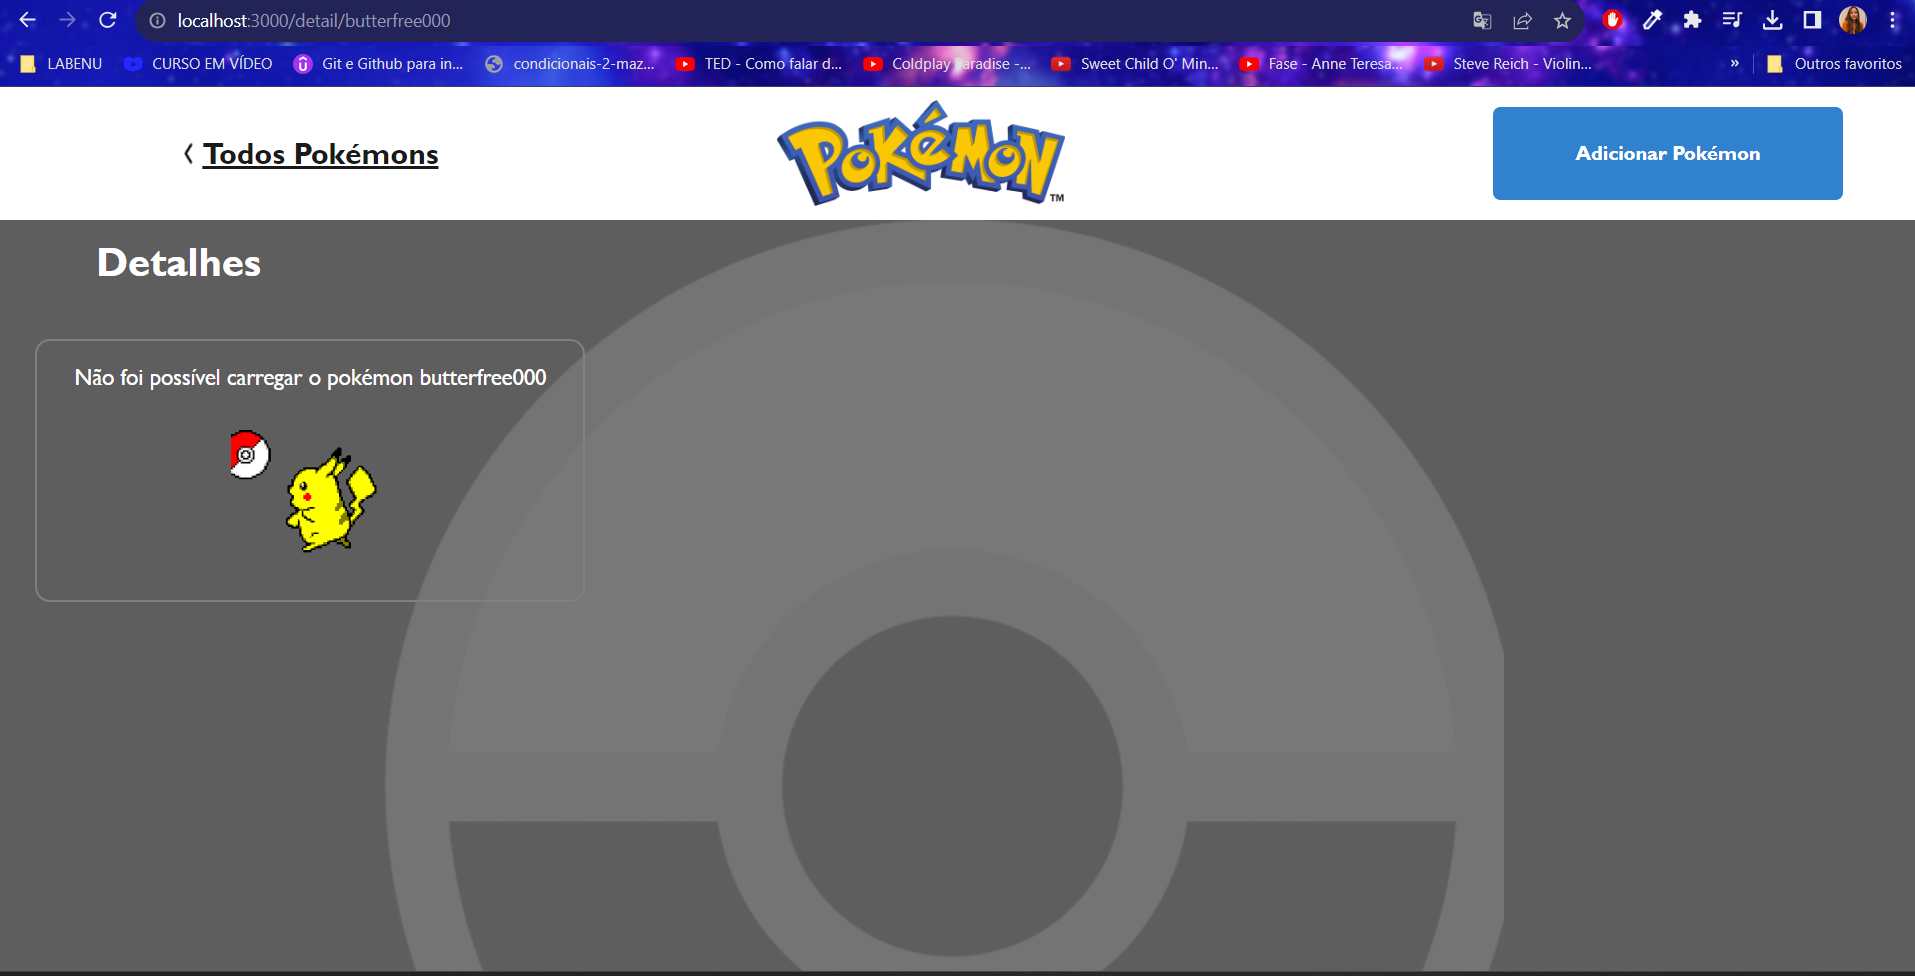 localhost:3000/detail/butterfree000
LABENU CURSO EM VÍDEO Git e Github para in... condicionais-2-maz... TED - Como falar d... Coldplay Paradise -... Sweet Child O' Min... Fase - Anne Teresa... Steve Reich - Violin... » Outros favoritos
Todos Pokémons
POKéMON TM
Adicionar Pokémon
Detalhes
Não foi possível carregar o pokémon butterfree000